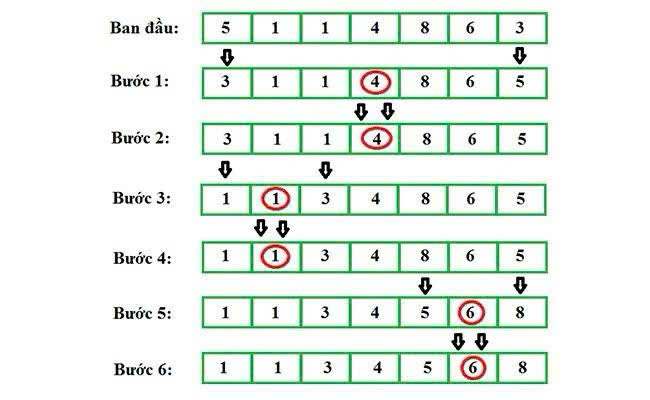 Ban đầu: 5 1 1 4 8 6 3
Bước 1: 3 1 1 4 8 6 5
Bước 2: 3 1 1 4 8 6 5
Bước 3: 1 1 3 4 8 6 5
Bước 4: 1 1 3 4 8 6 5
Bước 5: 1 1 3 4 5 6 8
Bước 6: 1 1 3 4 5 6 8